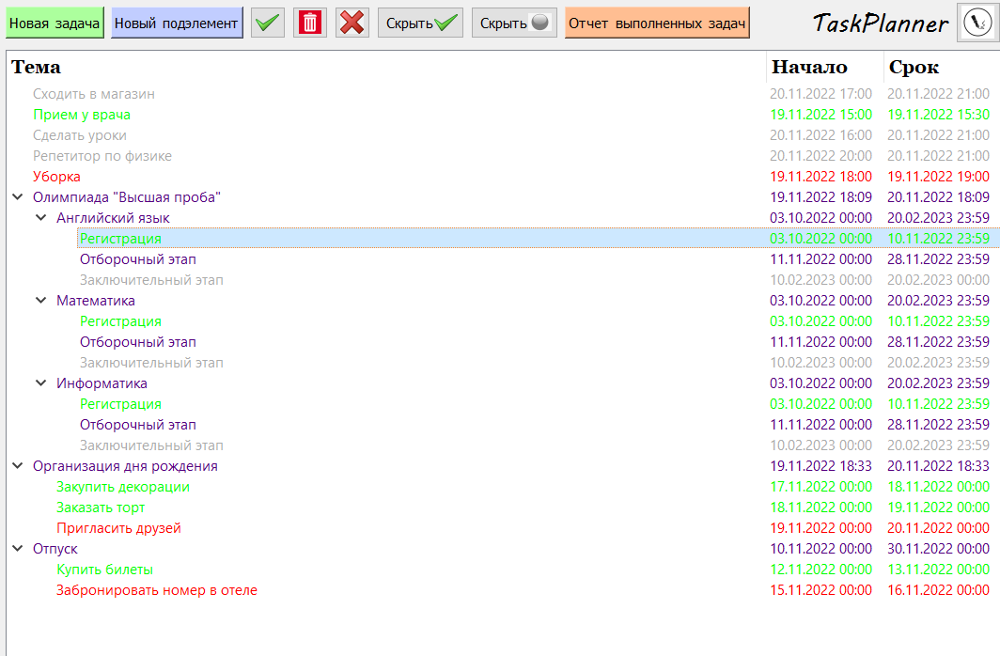 Новая задача Новый подэлемент Скрыть Скрыть Отчет выполненных задач TaskPlanner
Тема Начало Срок
Сходить в магазин 20.11.2022 17:00 20.11.2022 21:00
Прием у врача 19.11.2022 15:00 19.11.2022 15:30
Сделать уроки 20.11.2022 16:00 20.11.2022 21:00
Репетитор по физике 20.11.2022 20:00 20.11.2022 21:00
Уборка 19.11.2022 18:00 19.11.2022 19:00
Олимпиада "Высшая проба" 19.11.2022 18:09 20.11.2022 18:09
Английский язык 03.10.2022 00:00 20.02.2023 23:59
Регистрация 03.10.2022 00:00 10.11.2022 23:59
Отборочный этап 11.11.2022 00:00 28.11.2022 23:59
Заключительный этап 10.02.2023 00:00 20.02.2023 00:00
Математика 03.10.2022 00:00 20.02.2023 23:59
Регистрация 03.10.2022 00:00 10.11.2022 23:59
Отборочный этап 11.11.2022 00:00 28.11.2022 23:59
Заключительный этап 10.02.2023 00:00 20.02.2023 23:59
Информатика 03.10.2022 00:00 20.02.2023 23:59
Регистрация 03.10.2022 00:00 10.11.2022 23:59
Отборочный этап 11.11.2022 00:00 28.11.2022 23:59
Заключительный этап 10.02.2023 00:00 20.02.2023 23:59
Организация дня рождения 19.11.2022 18:33 20.11.2022 18:33
Закупить декорации 17.11.2022 00:00 18.11.2022 00:00
Заказать торт 18.11.2022 00:00 19.11.2022 00:00
Пригласить друзей 19.11.2022 00:00 20.11.2022 00:00
Отпуск 10.11.2022 00:00 30.11.2022 00:00
Купить билеты 12.11.2022 00:00 13.11.2022 00:00
Забронировать номер в отеле 15.11.2022 00:00 16.11.2022 00:00